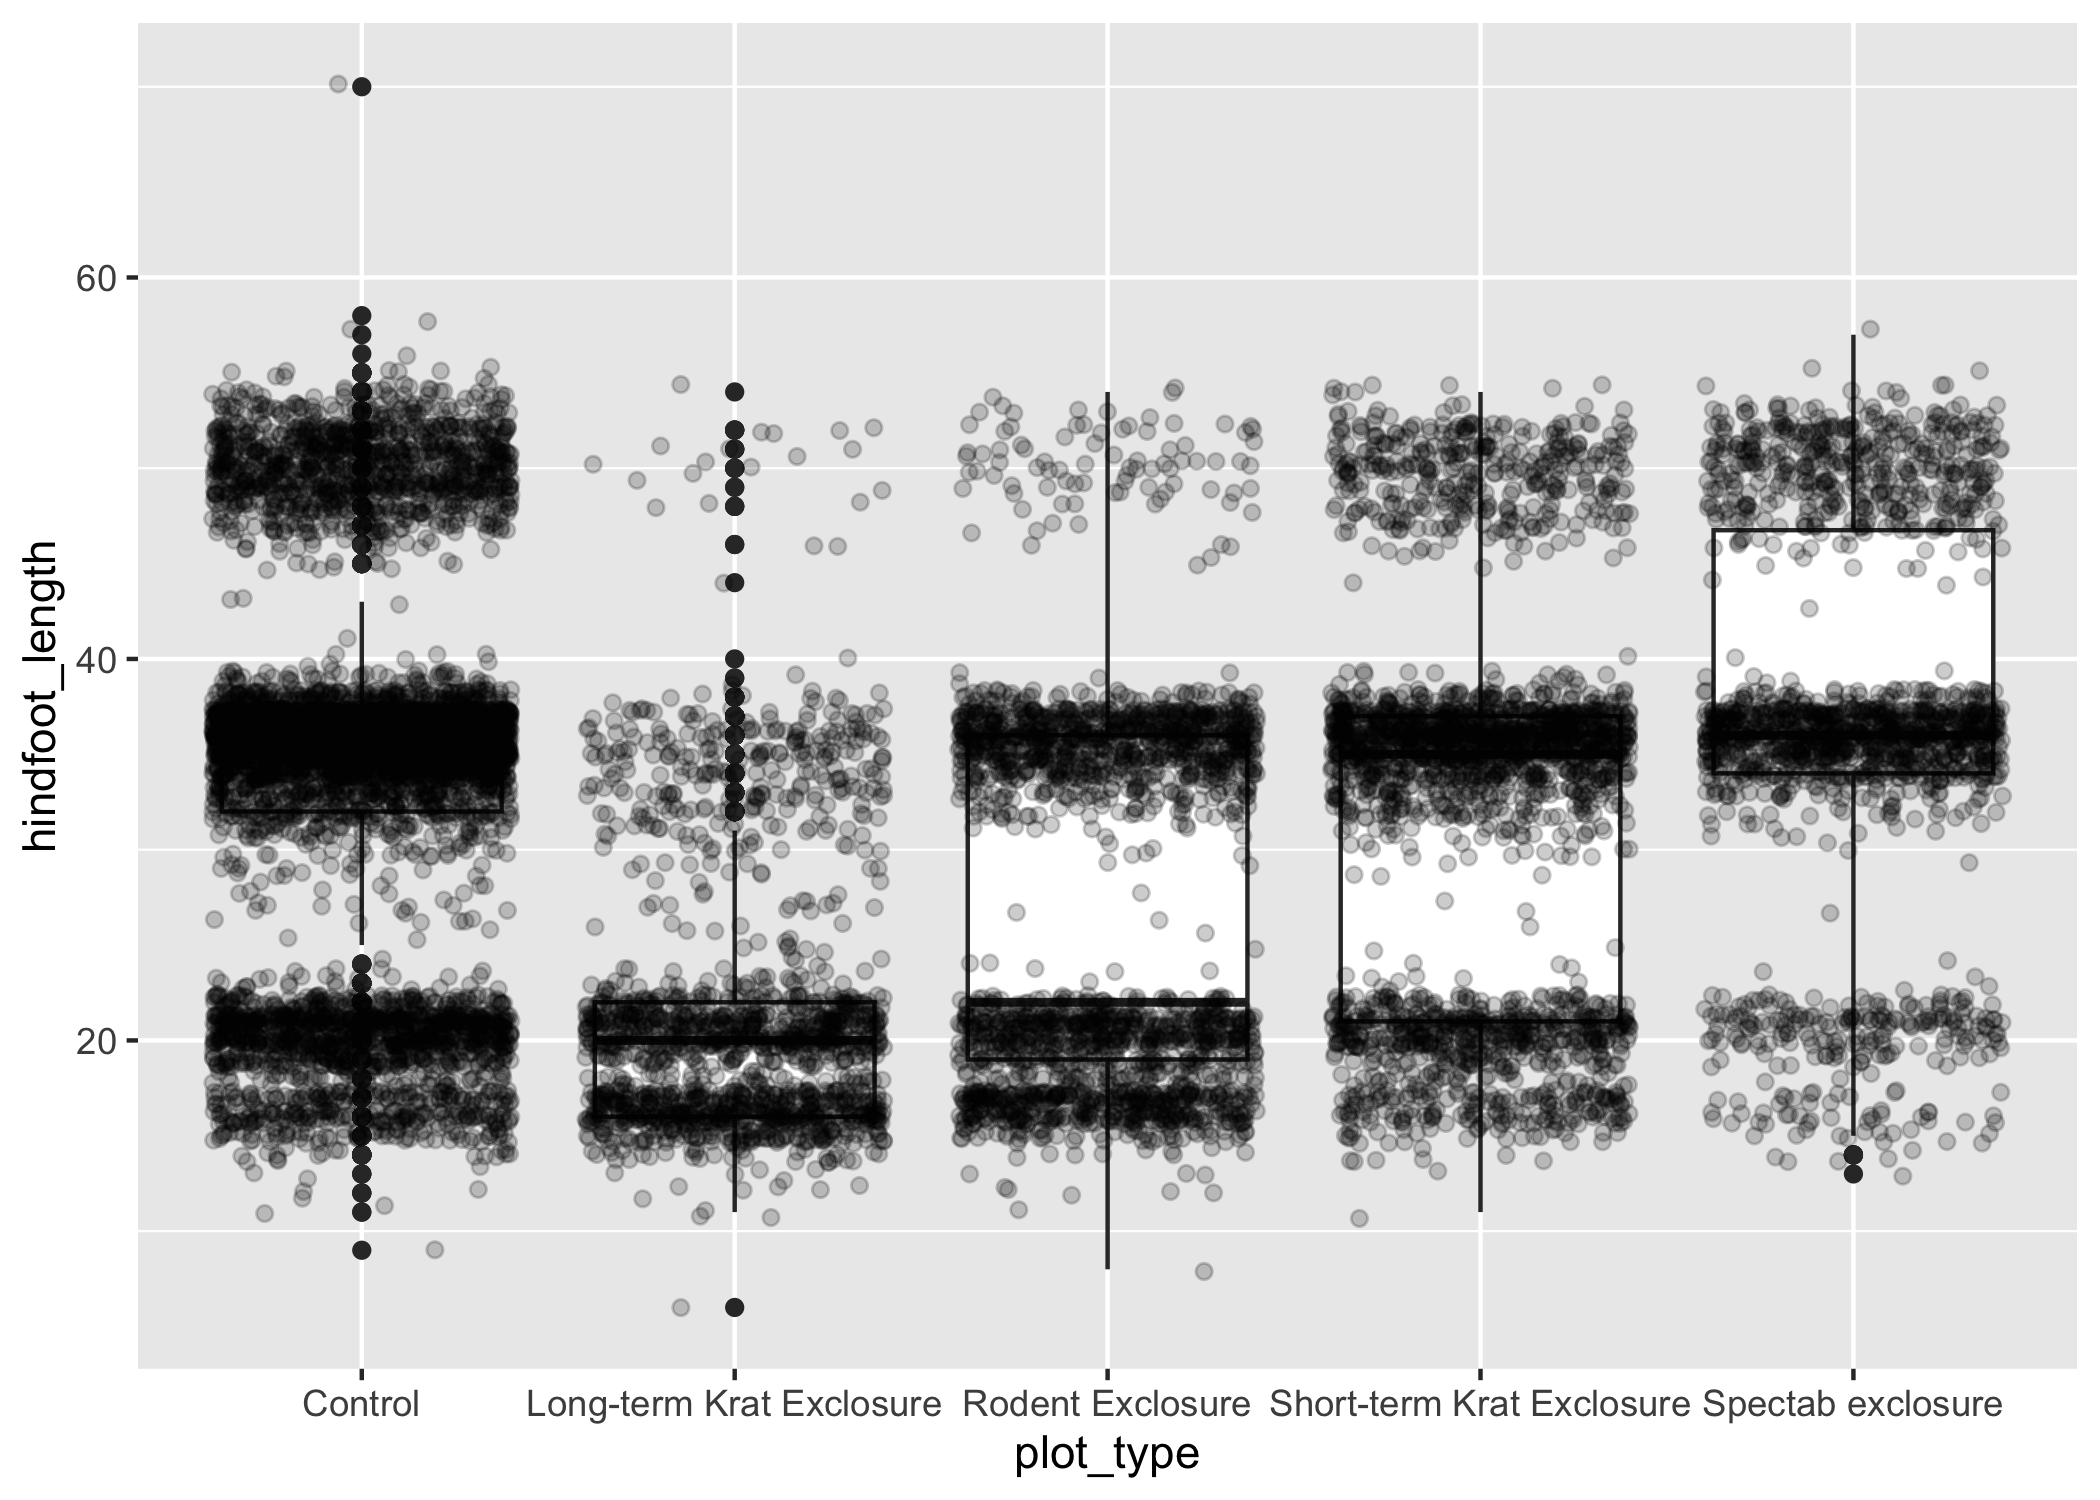 hindfoot_length
60
40
20
Control
Long-term Krat Exclosure
Rodent Exclosure
Short-term Krat Exclosure
Spectab exclosure
plot_type